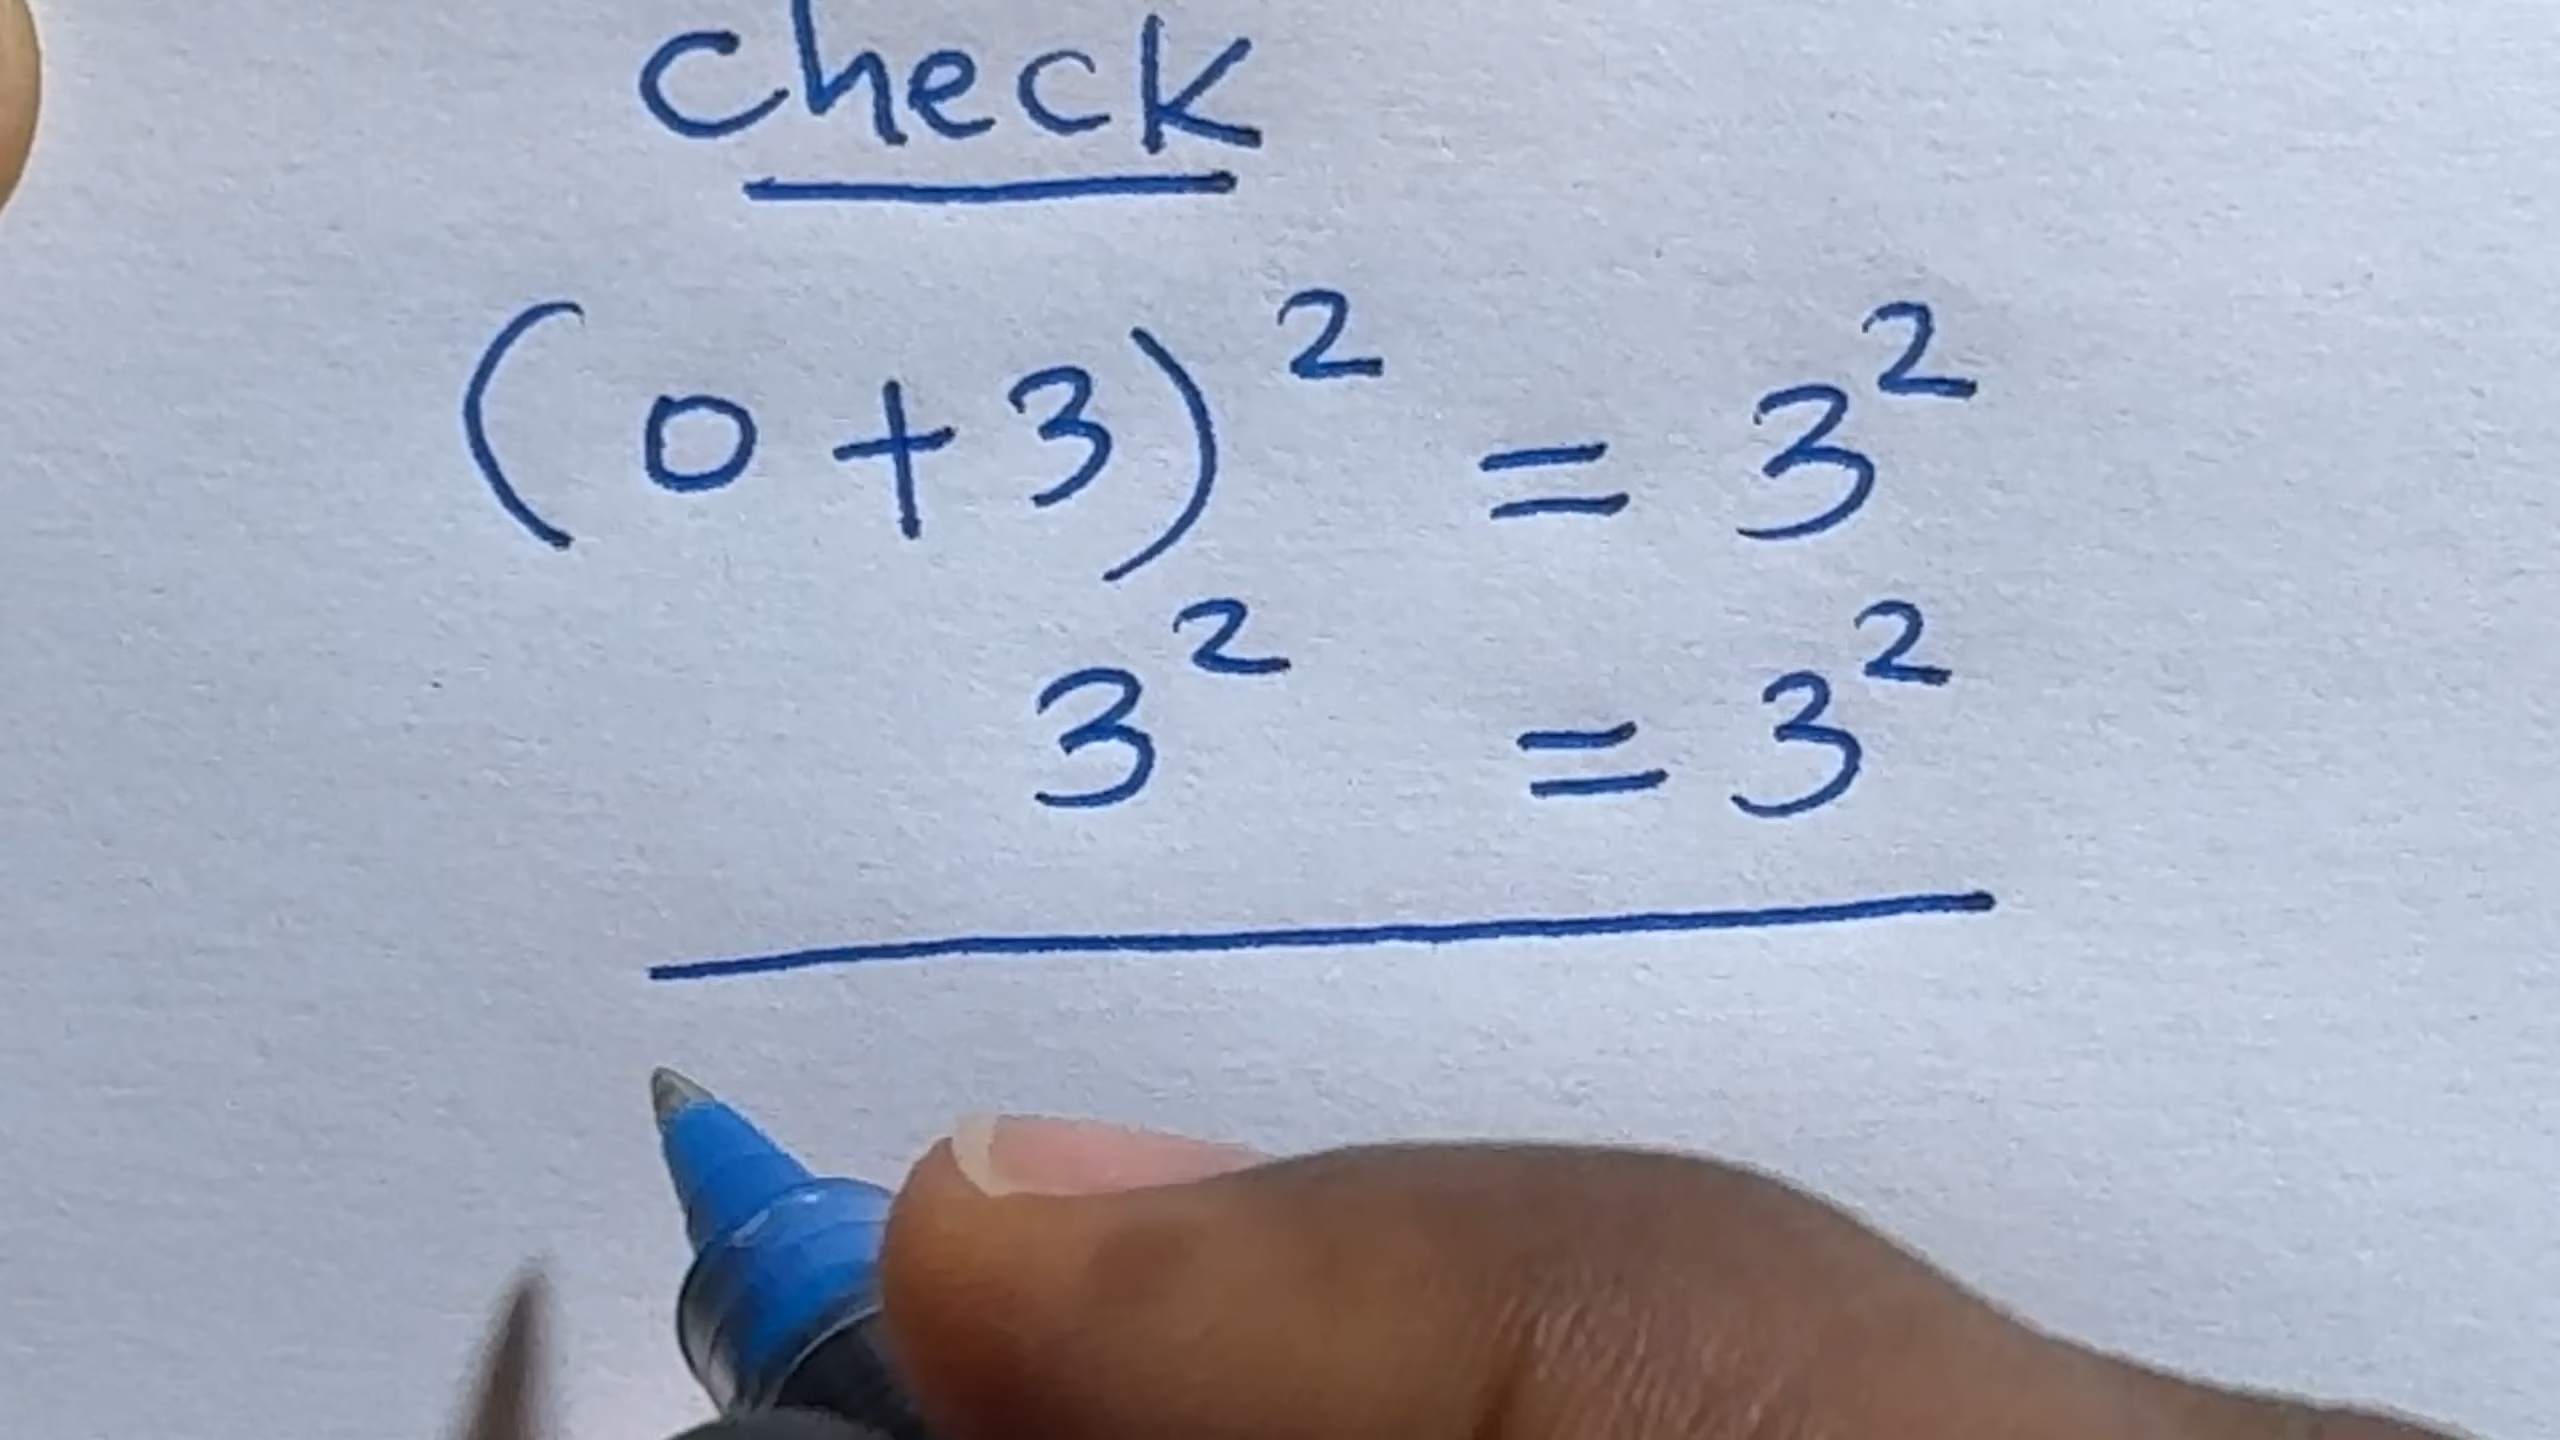 Check
(0+3)² = 3²
3² = 3²